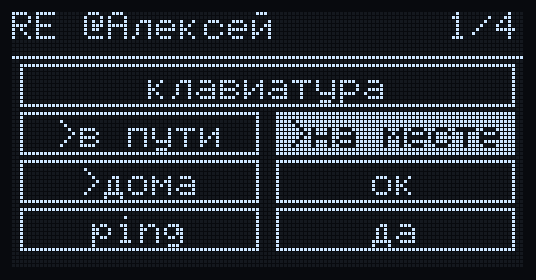 RE @Алексей 1/4
клавиатура
>в пути >на месте
>дома ок
ping да